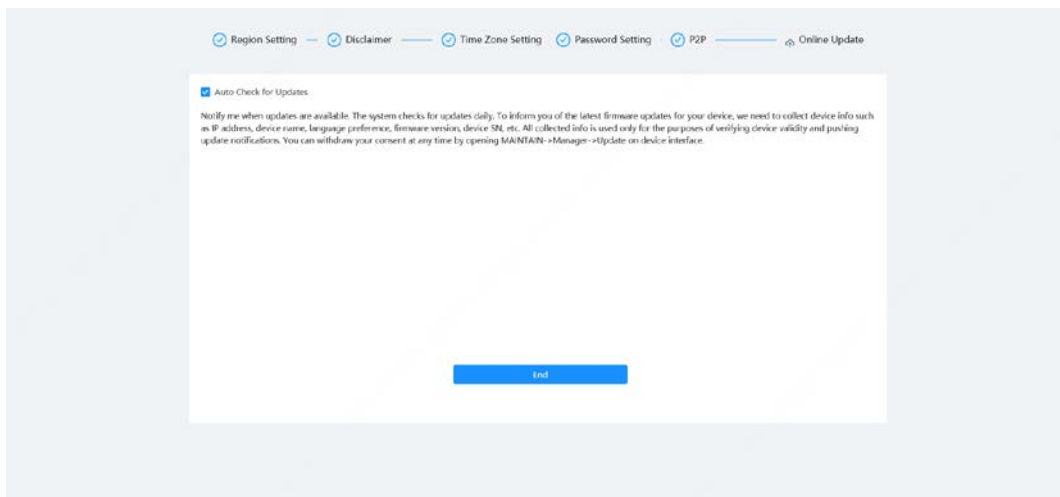 Region Setting Disclaimer Time Zone Setting Password Setting P2P Online Update
Auto Check for Updates
Notify me when updates are available. The system checks for updates daily. To inform you of the latest firmware updates for your device, we need to collect device info such
as IP address, device name, language preference, firmware version, device SN, etc. All collected info is used only for the purposes of verifying device validity and pushing
update notifications. You can withdraw your consent at any time by opening MAINTAIN->Manager->Update on device interface.
End